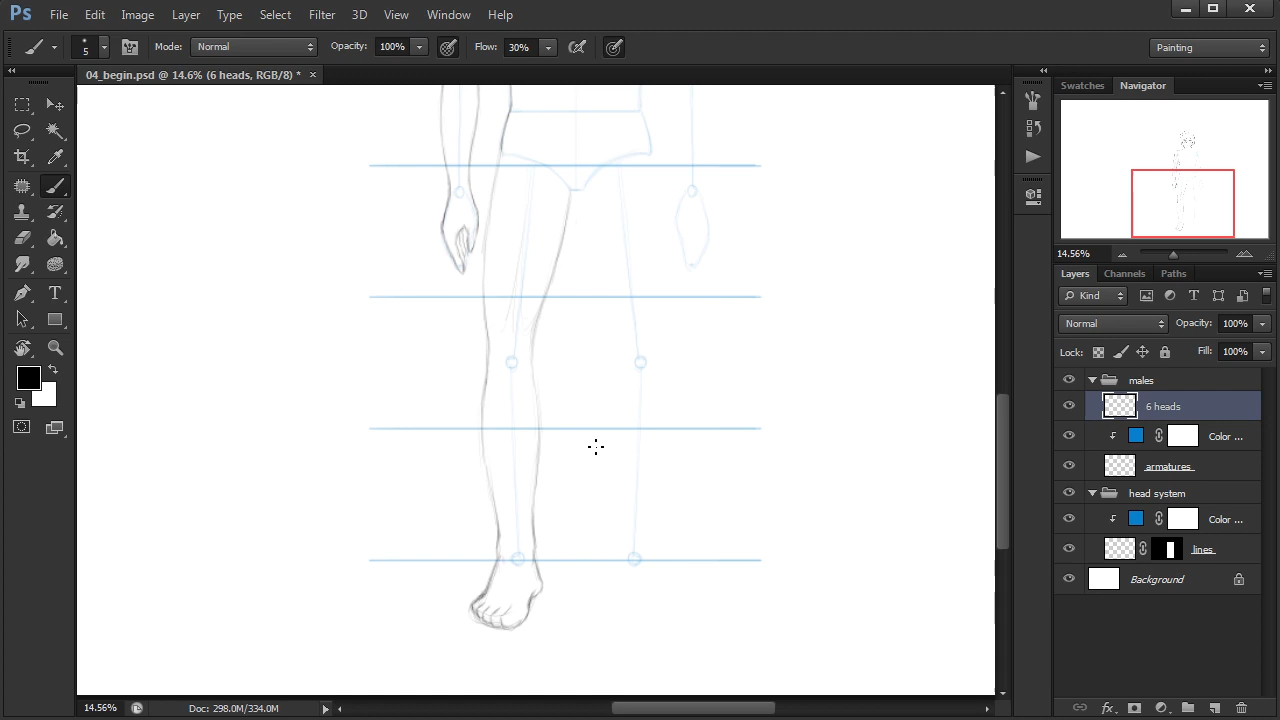 Ps File Edit Image Layer Type Select Filter 3D View Window Help
5 Mode: Normal Opacity: 100% Flow: 30% Painting
04_begin.psd @ 14.6% (6 heads, RGB/8) * ×
Swatches Navigator
14.56%
Layers Channels Paths
Kind
Normal Opacity: 100%
Lock: Fill: 100%
males
6 heads
Color ...
armatures
head system
Color ...
lines
Background
14.56% Doc: 298.0M/334.0M